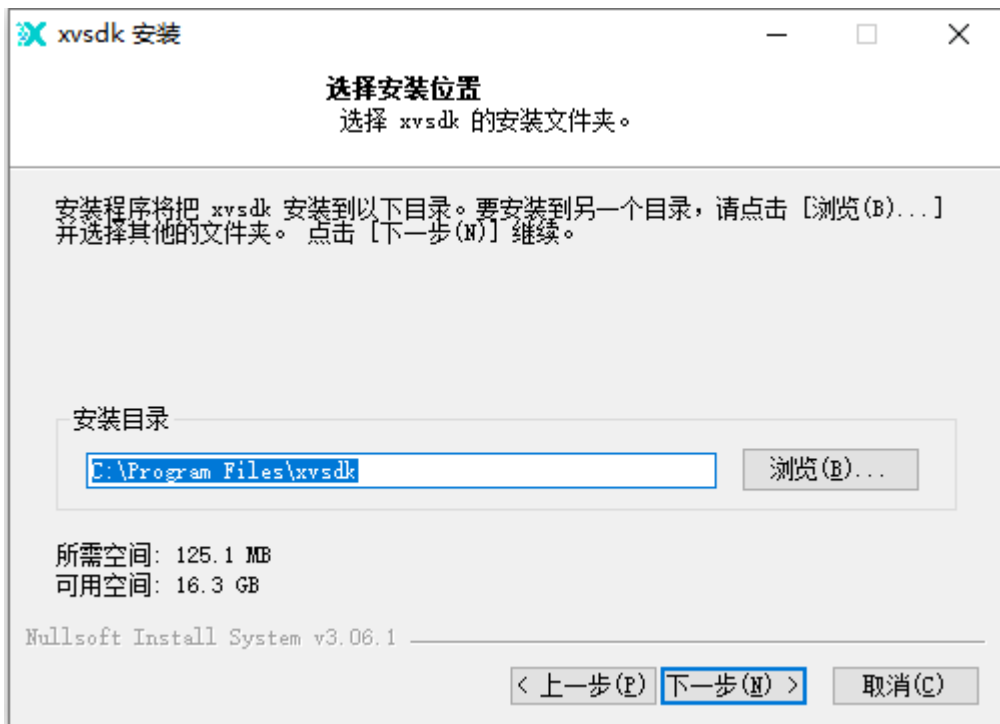 xvsdk 安装
选择安装位置
选择 xvsdk 的安装文件夹。
安装程序将把 xvsdk 安装到以下目录。要安装到另一个目录，请点击 [浏览(B)...]
并选择其他的文件夹。 点击 [下一步(N)] 继续。
安装目录
C:\Program Files\xvsdk
浏览(B)...
所需空间: 125.1 MB
可用空间: 16.3 GB
Nullsoft Install System v3.06.1
< 上一步(P) 下一步(N) > 取消(C)